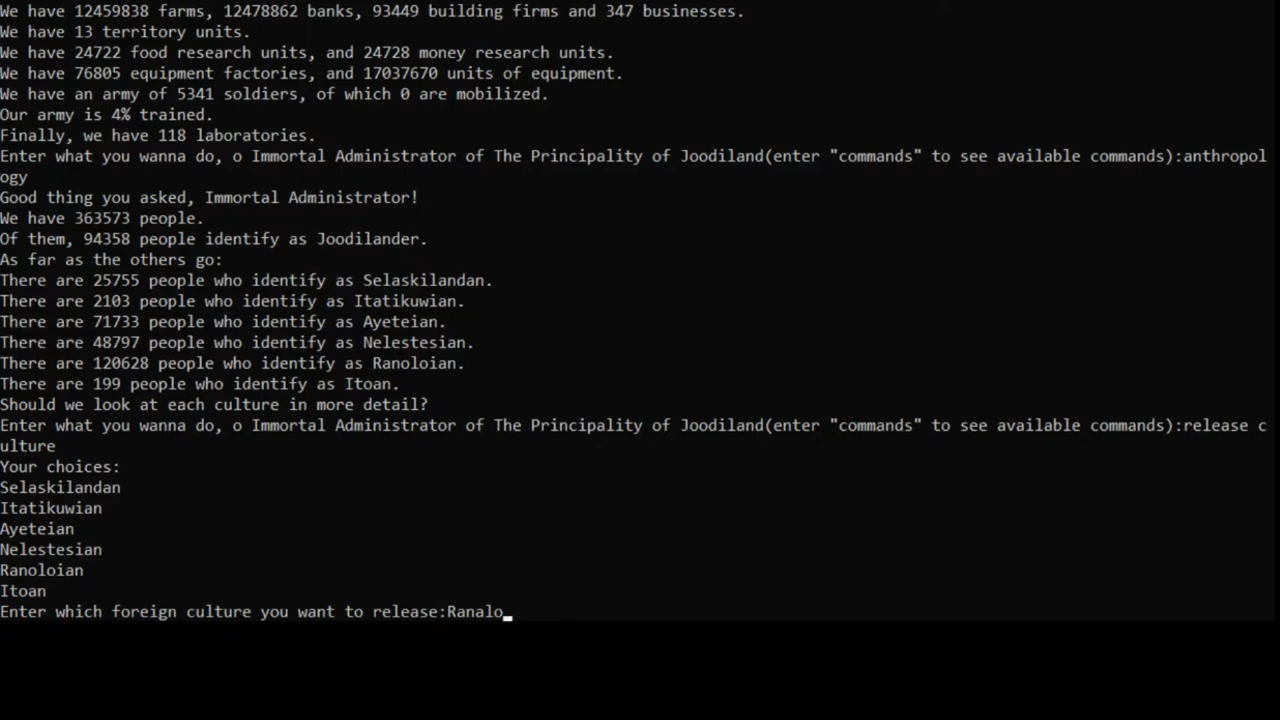 We have 12459838 farms, 12478862 banks, 93449 building firms and 347 businesses.
We have 13 territory units.
We have 24722 food research units, and 24728 money research units.
We have 76805 equipment factories, and 17037670 units of equipment.
We have an army of 5341 soldiers, of which 0 are mobilized.
Our army is 4% trained.
Finally, we have 118 laboratories.
Enter what you wanna do, o Immortal Administrator of The Principality of Joodiland(enter "commands" to see available commands):anthropol
ogy
Good thing you asked, Immortal Administrator!
We have 363573 people.
Of them, 94358 people identify as Joodilander.
As far as the others go:
There are 25755 people who identify as Selaskilandan.
There are 2103 people who identify as Itatikuwian.
There are 71733 people who identify as Ayeteian.
There are 48797 people who identify as Nelestesian.
There are 120628 people who identify as Ranoloian.
There are 199 people who identify as Itoan.
Should we look at each culture in more detail?
Enter what you wanna do, o Immortal Administrator of The Principality of Joodiland(enter "commands" to see available commands):release c
ulture
Your choices:
Selaskilandan
Itatikuwian
Ayeteian
Nelestesian
Ranoloian
Itoan
Enter which foreign culture you want to release:Ranalo